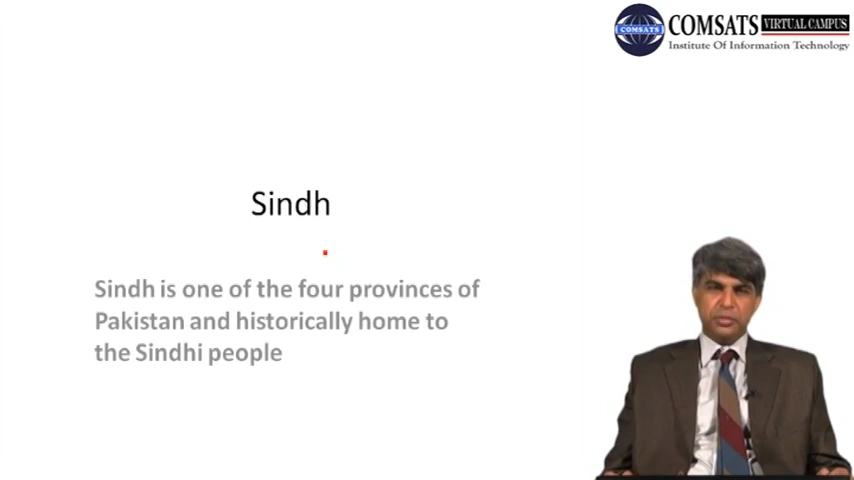 COMSATS VIRTUAL CAMPUS
COMSATS
Institute Of Information Technology
Sindh
Sindh is one of the four provinces of
Pakistan and historically home to
the Sindhi people